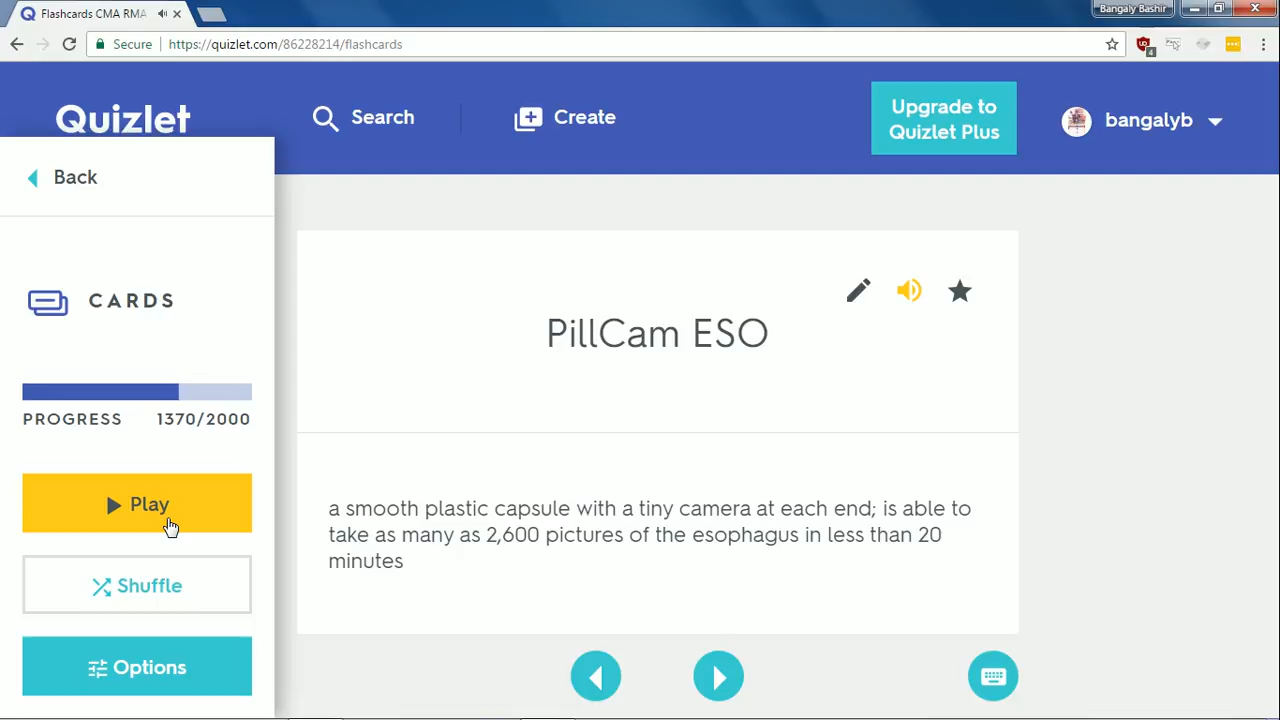 Flashcards CMA RMA
Bangaly Bashir
Secure
https://quizlet.com/86228214/flashcards
4
Quizlet
Search
Create
Upgrade to
Quizlet Plus
bangalyb
Back
CARDS
PROGRESS 1370/2000
Play
Shuffle
Options
PillCam ESO
a smooth plastic capsule with a tiny camera at each end; is able to
take as many as 2,600 pictures of the esophagus in less than 20
minutes